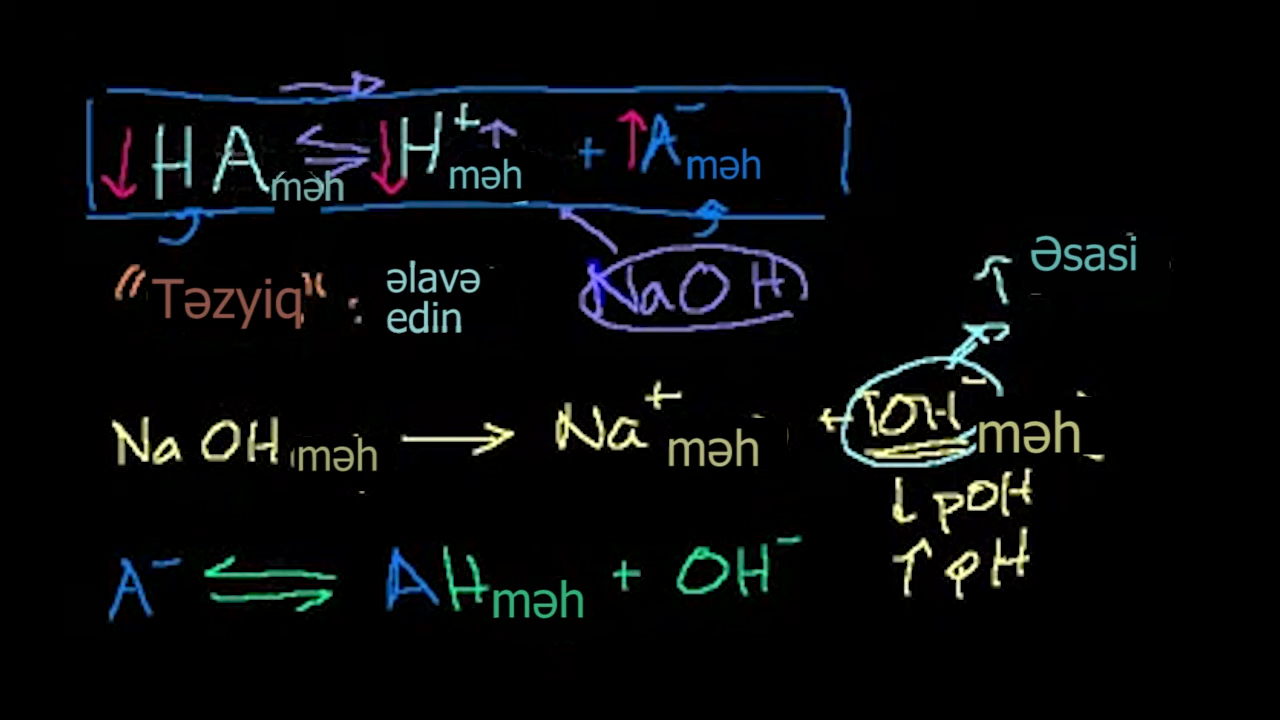 ↓ HA məh ⇌ ↓ H⁺ ↑ məh + ↑ A⁻ məh
Əsasi
"Təzyiq" : əlavə edin NaOH
NaOH məh → Na⁺ məh + OH⁻ məh
↓ pOH
↑ pH
A⁻ ⇌ AH məh + OH⁻